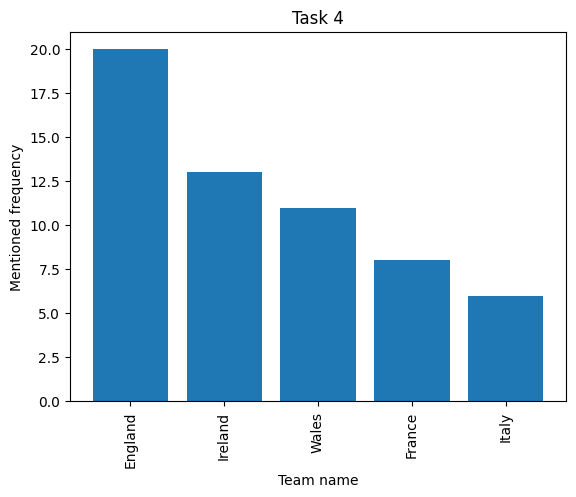 Task 4
Mentioned frequency
20.0
17.5
15.0
12.5
10.0
7.5
5.0
2.5
0.0
England
Ireland
Wales
France
Italy
Team name